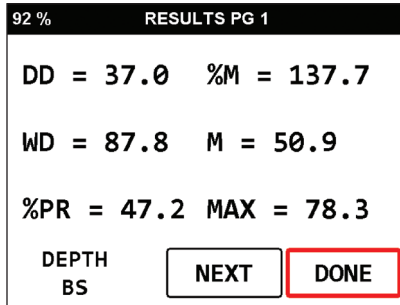 92 % RESULTS PG 1
DD = 37.0 %M = 137.7
WD = 87.8 M = 50.9
%PR = 47.2 MAX = 78.3
DEPTH
BS
NEXT
DONE